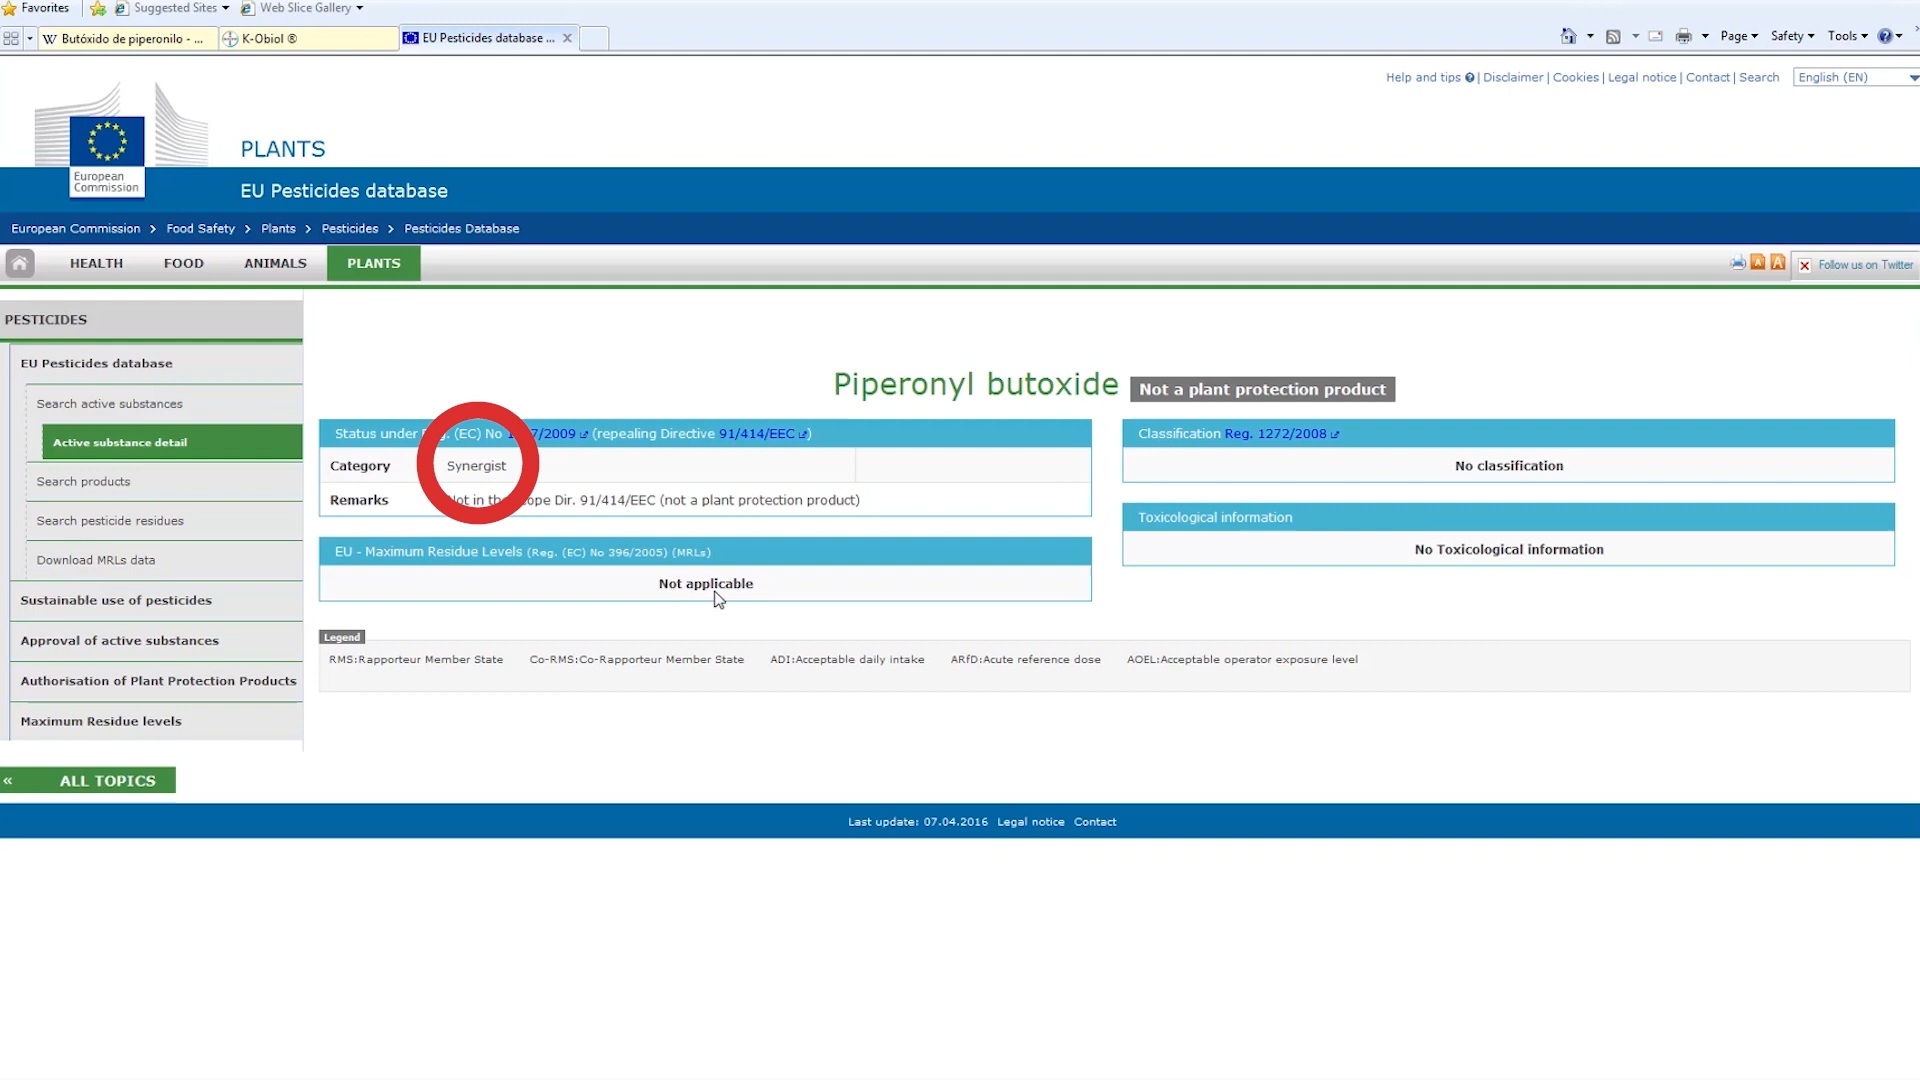 Favorites Suggested Sites Web Slice Gallery
Butóxido de piperonilo - ... K-Obiol ® EU Pesticides database ... Page Safety Tools
Help and tips | Disclaimer | Cookies | Legal notice | Contact | Search English (EN)
PLANTS
European
Commission
EU Pesticides database
European Commission > Food Safety > Plants > Pesticides > Pesticides Database
HEALTH FOOD ANIMALS PLANTS Follow us on Twitter
PESTICIDES
EU Pesticides database
Search active substances
Active substance detail
Search products
Search pesticide residues
Download MRLs data
Sustainable use of pesticides
Approval of active substances
Authorisation of Plant Protection Products
Maximum Residue levels
« ALL TOPICS
Piperonyl butoxide Not a plant protection product
Status under (EC) No 7/2009 (repealing Directive 91/414/EEC)
Category Synergist
Remarks Not in Dir. 91/414/EEC (not a plant protection product)
EU - Maximum Residue Levels (Reg. (EC) No 396/2005) (MRLs)
Not applicable
Classification Reg. 1272/2008
No classification
Toxicological information
No Toxicological information
Legend
RMS:Rapporteur Member State Co-RMS:Co-Rapporteur Member State ADI:Acceptable daily intake ARfD:Acute reference dose AOEL:Acceptable operator exposure level
Last update: 07.04.2016 Legal notice Contact